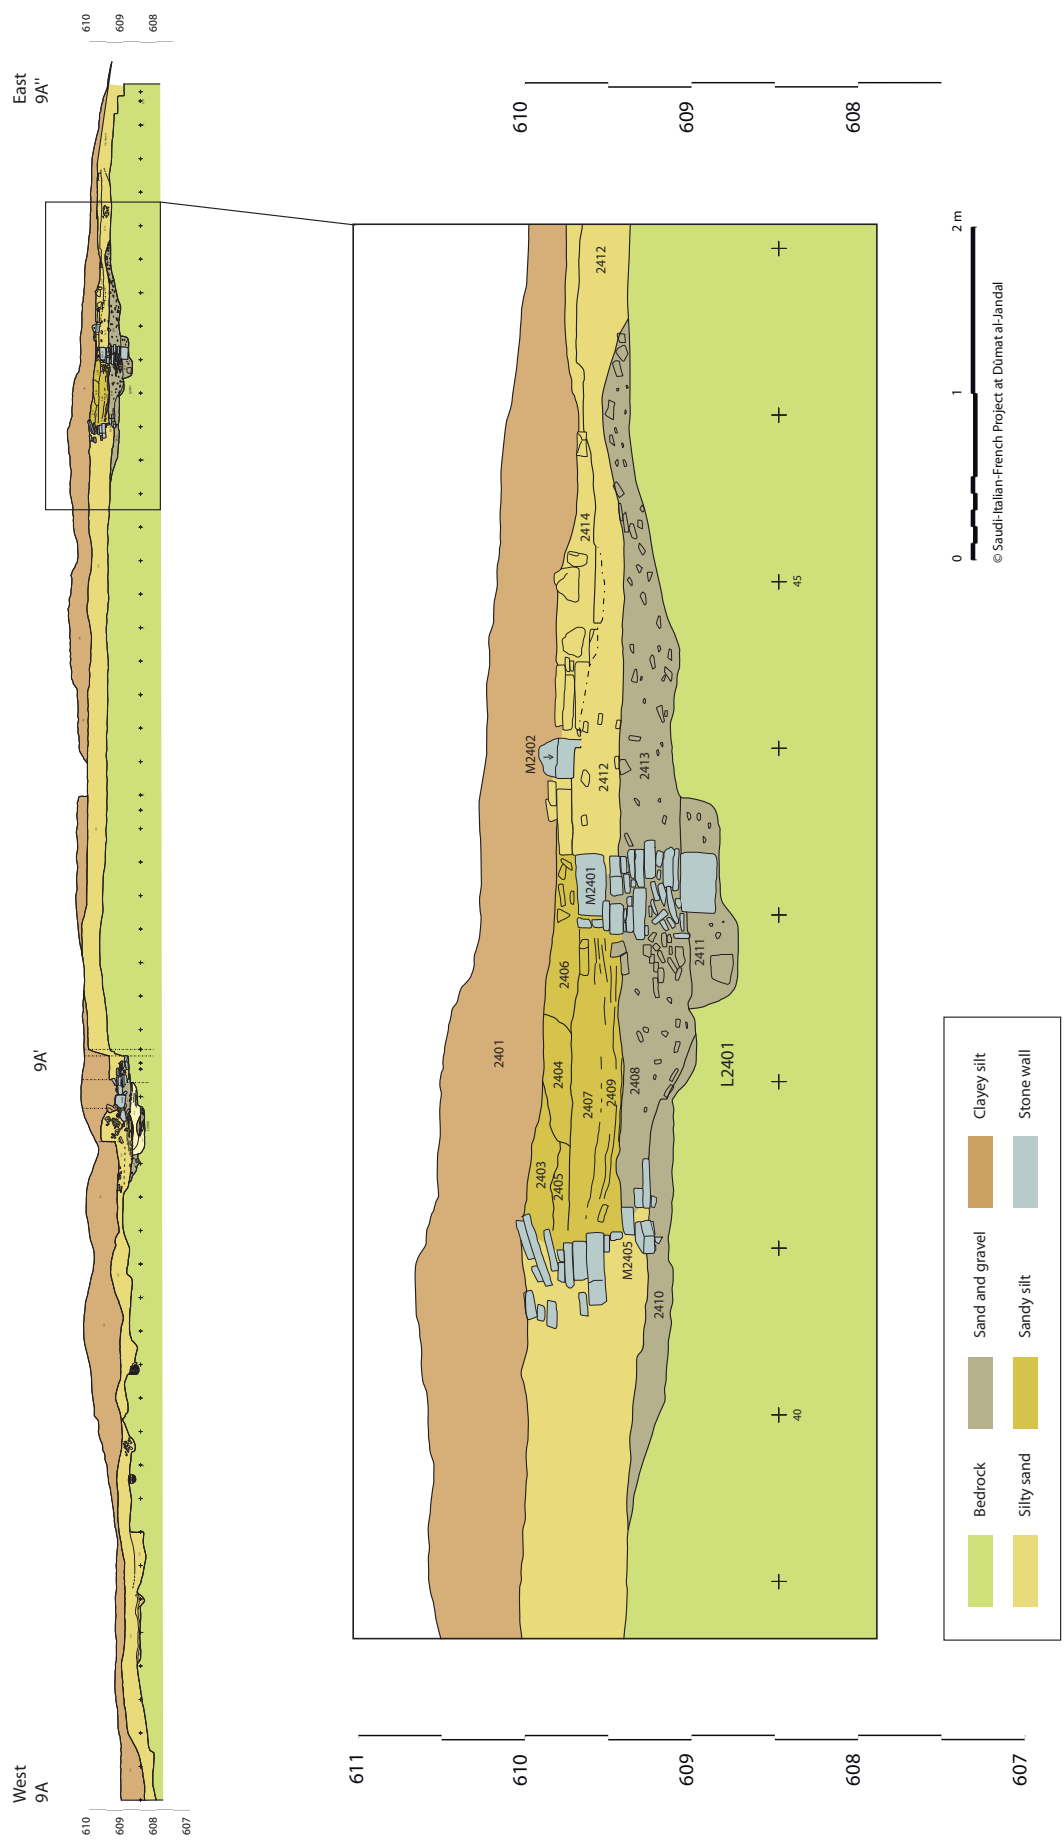 West
9A
9A'
East
9A"
610
609
608
607
610
609
608
611
610
609
608
607
610
609
608
2401
2403
2405
2404
2406
2407
2409
2408
2410
2411
2412
2413
2414
2412
M2405
M2401
M2402
L2401
40
45
0
1
2 m
© Saudi-Italian-French Project at Dûmat al-Jandal
Bedrock
Sand and gravel
Clayey silt
Silty sand
Sandy silt
Stone wall